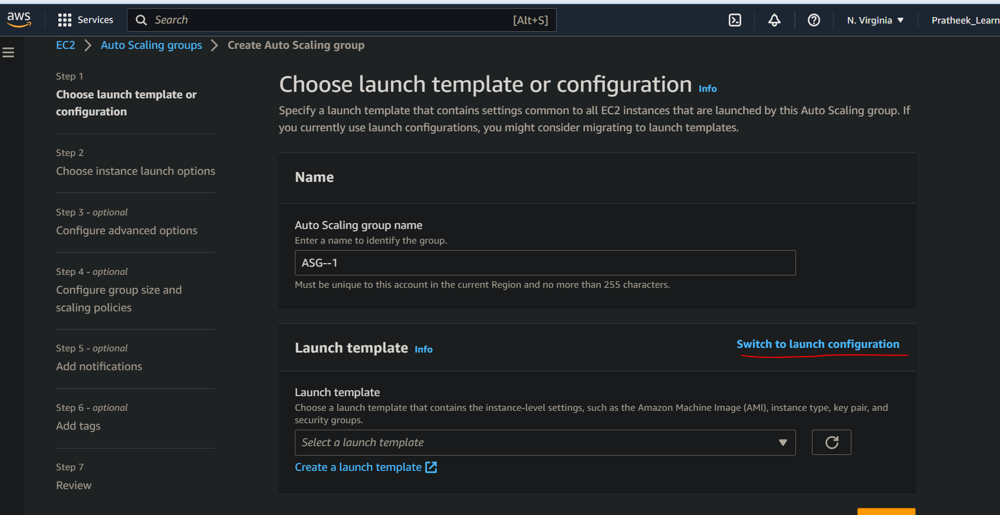 aws
Services
Search
[Alt+S]
N. Virginia
Pratheek_Learn
EC2
Auto Scaling groups
Create Auto Scaling group
Step 1
Choose launch template or
configuration
Step 2
Choose instance launch options
Step 3 - optional
Configure advanced options
Step 4 - optional
Configure group size and
scaling policies
Step 5 - optional
Add notifications
Step 6 - optional
Add tags
Step 7
Review
Choose launch template or configuration Info
Specify a launch template that contains settings common to all EC2 instances that are launched by this Auto Scaling group. If
you currently use launch configurations, you might consider migrating to launch templates.
Name
Auto Scaling group name
Enter a name to identify the group.
ASG--1
Must be unique to this account in the current Region and no more than 255 characters.
Launch template Info
Switch to launch configuration
Launch template
Choose a launch template that contains the instance-level settings, such as the Amazon Machine Image (AMI), instance type, key pair, and
security groups.
Select a launch template
Create a launch template